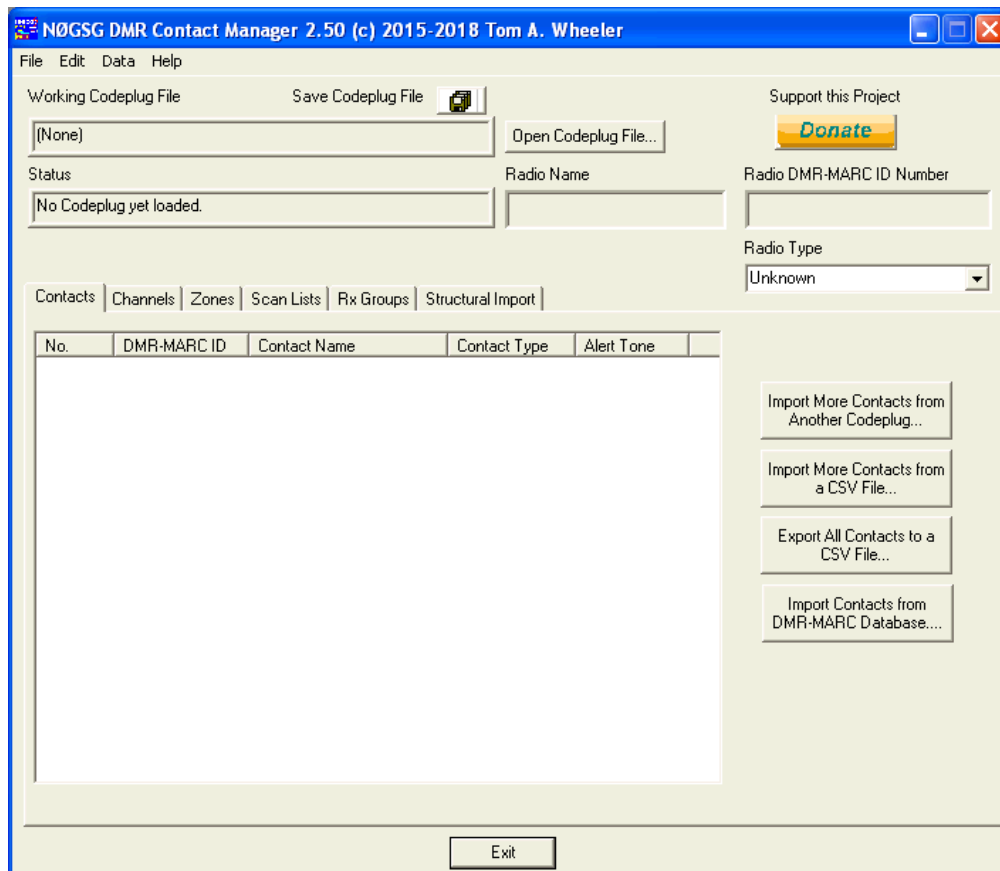 NØGSG DMR Contact Manager 2.50 (c) 2015-2018 Tom A. Wheeler
File Edit Data Help
Working Codeplug File Save Codeplug File Support this Project
(None) Open Codeplug File... Donate
Status Radio Name Radio DMR-MARC ID Number
No Codeplug yet loaded.
Radio Type
Unknown
Contacts Channels Zones Scan Lists Rx Groups Structural Import
No. DMR-MARC ID Contact Name Contact Type Alert Tone
Import More Contacts from
Another Codeplug...
Import More Contacts from
a CSV File...
Export All Contacts to a
CSV File...
Import Contacts from
DMR-MARC Database....
Exit